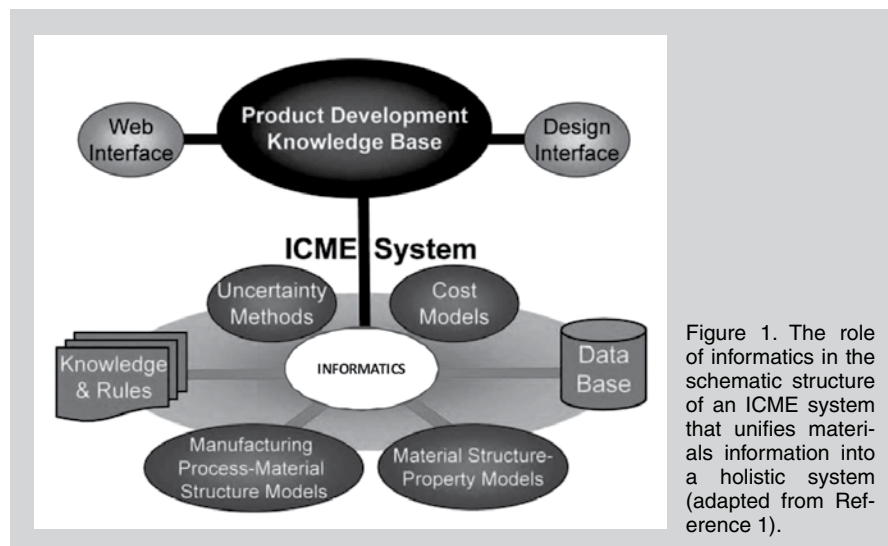 Product Development
Knowledge Base
Web
Interface
Design
Interface
ICME System
Uncertainty
Methods
Cost
Models
Knowledge
& Rules
INFORMATICS
Data
Base
Manufacturing
Process-Material
Structure Models
Material Structure-
Property Models
Figure 1. The role
of informatics in the
schematic structure
of an ICME system
that unifies materi-
als information into
a holistic system
(adapted from Ref-
erence 1).